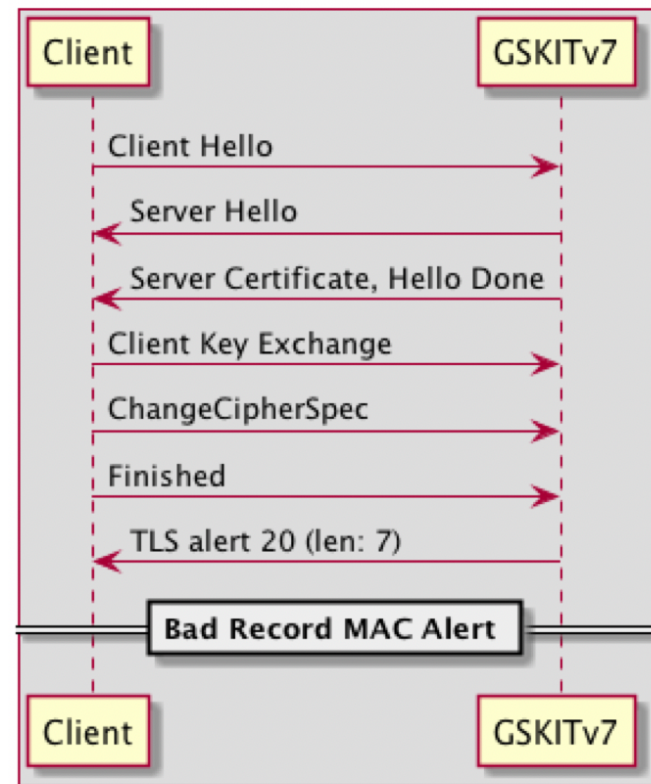 Client GSKITv7
Client Hello
Server Hello
Server Certificate, Hello Done
Client Key Exchange
ChangeCipherSpec
Finished
TLS alert 20 (len: 7)
Bad Record MAC Alert
Client GSKITv7